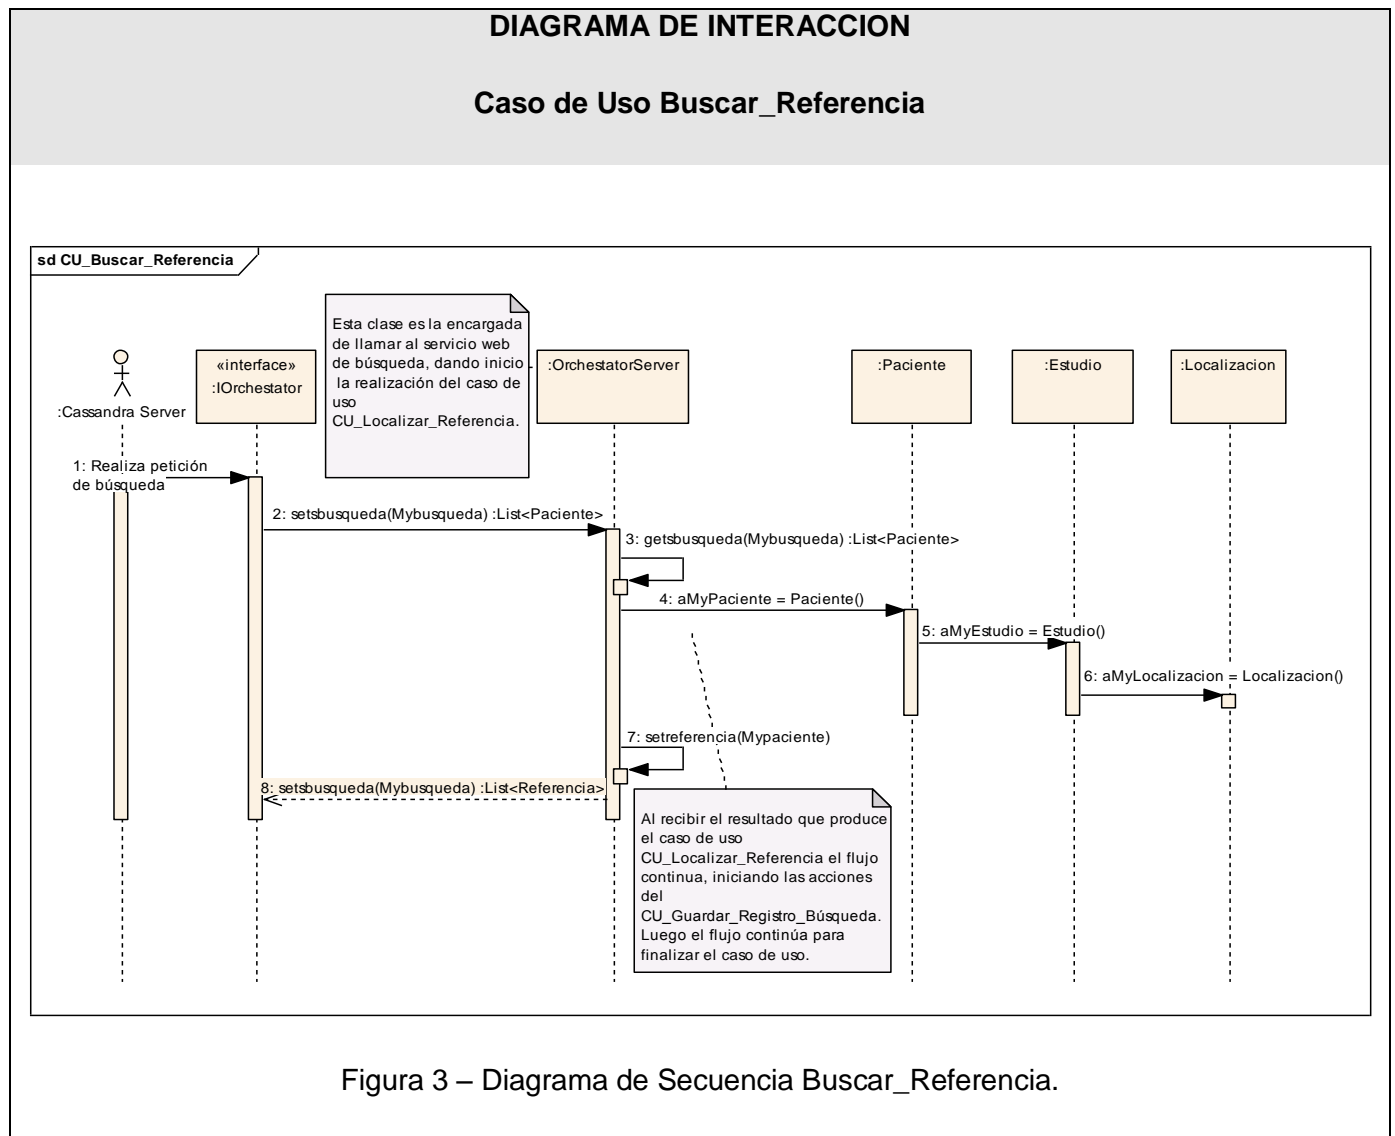 DIAGRAMA DE INTERACCION
Caso de Uso Buscar_Referencia
sd CU_Buscar_Referencia
Esta clase es la encargada
de llamar al servicio web
de búsqueda, dando inicio
la realización del caso de
uso
CU_Localizar_Referencia.
:Cassandra Server
«interface»
:IOrchestator
:OrchestatorServer
:Paciente
:Estudio
:Localizacion
1: Realiza petición
de búsqueda
2: setsbusqueda(Mybusqueda) :List<Paciente>
3: getsbusqueda(Mybusqueda) :List<Paciente>
4: aMyPaciente = Paciente()
5: aMyEstudio = Estudio()
6: aMyLocalizacion = Localizacion()
7: setreferencia(Mypaciente)
8: setsbusqueda(Mybusqueda) :List<Referencia>
Al recibir el resultado que produce
el caso de uso
CU_Localizar_Referencia el flujo
continua, iniciando las acciones
del
CU_Guardar_Registro_Búsqueda.
Luego el flujo continúa para
finalizar el caso de uso.
Figura 3 – Diagrama de Secuencia Buscar_Referencia.